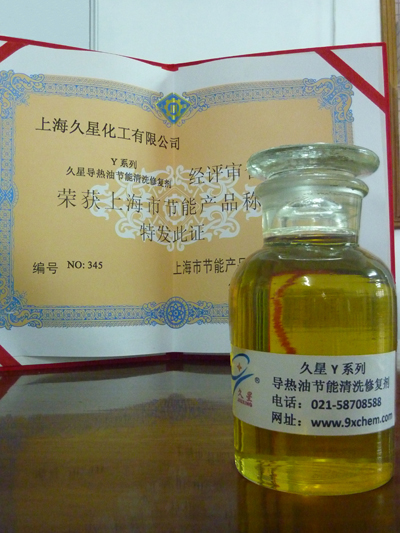 上海久星化工有限公司
Y 系列
久星导热油节能清洗修复剂 经评审
荣获上海市节能产品称
特发此证
编号 NO: 345 上海市节能产品
久星 Y 系列
导热油节能清洗修复剂
久星 ®
电话: 021-58708588
网址: www.9xchem.com